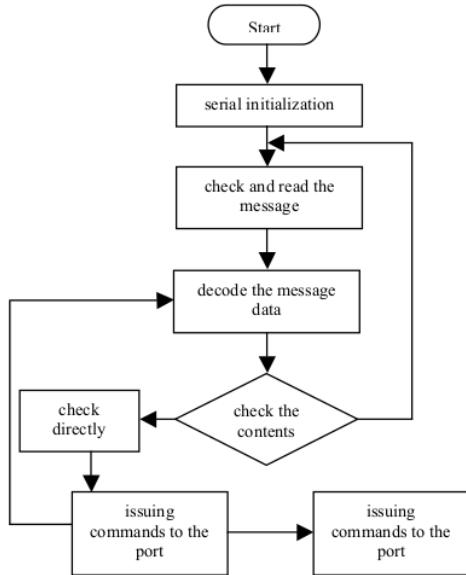 Start
serial initialization
check and read the
message
decode the message
data
check the
contents
check
directly
issuing
commands to the
port
issuing
commands to the
port